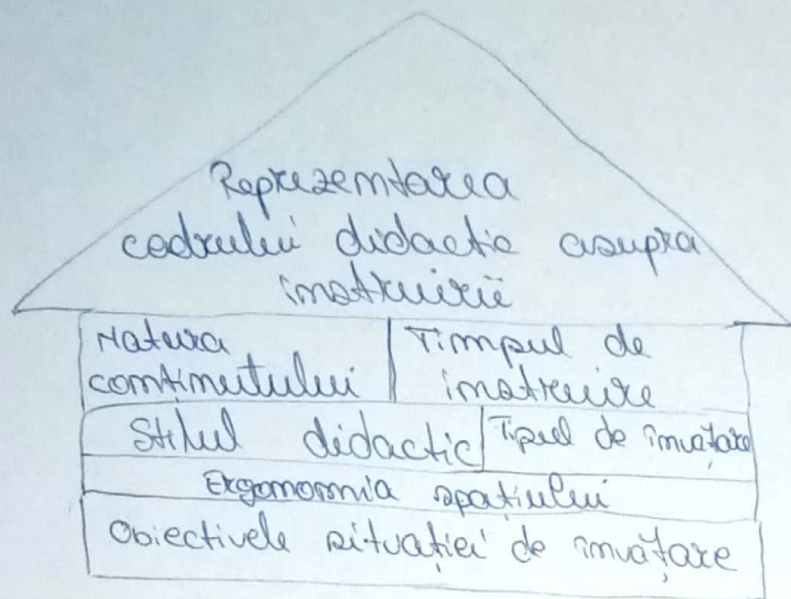 Reprezentarea
cadrului didactic asupra
instruirii
Natura
conținutului
Timpul de
instruire
Stilul didactic
Tipul de învățare
Ergonomia spațiului
Obiectivele situației de învățare